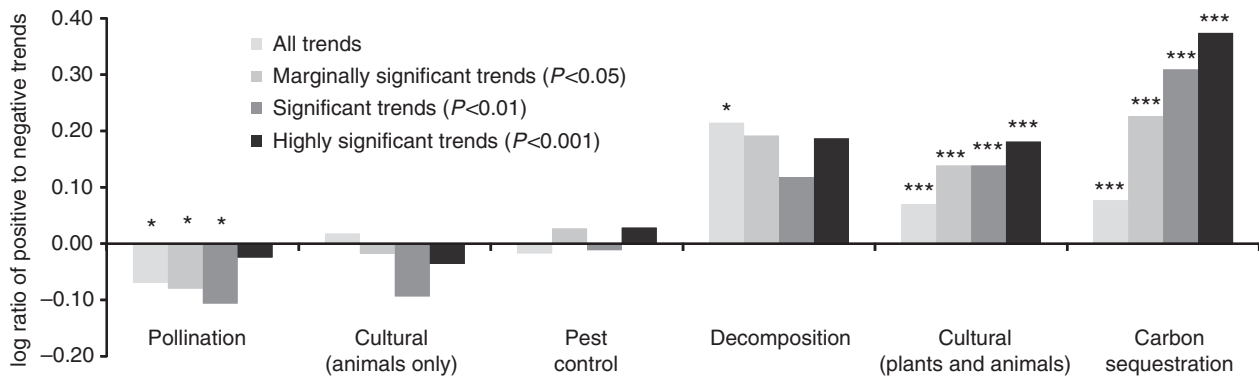 log ratio of positive to negative trends
0.40
0.30
0.20
0.10
0.00
–0.10
–0.20
All trends
Marginally significant trends (P<0.05)
Significant trends (P<0.01)
Highly significant trends (P<0.001)
* * *
*
*** *** *** ***
*** *** *** ***
Pollination
Cultural
(animals only)
Pest
control
Decomposition
Cultural
(plants and animals)
Carbon
sequestration